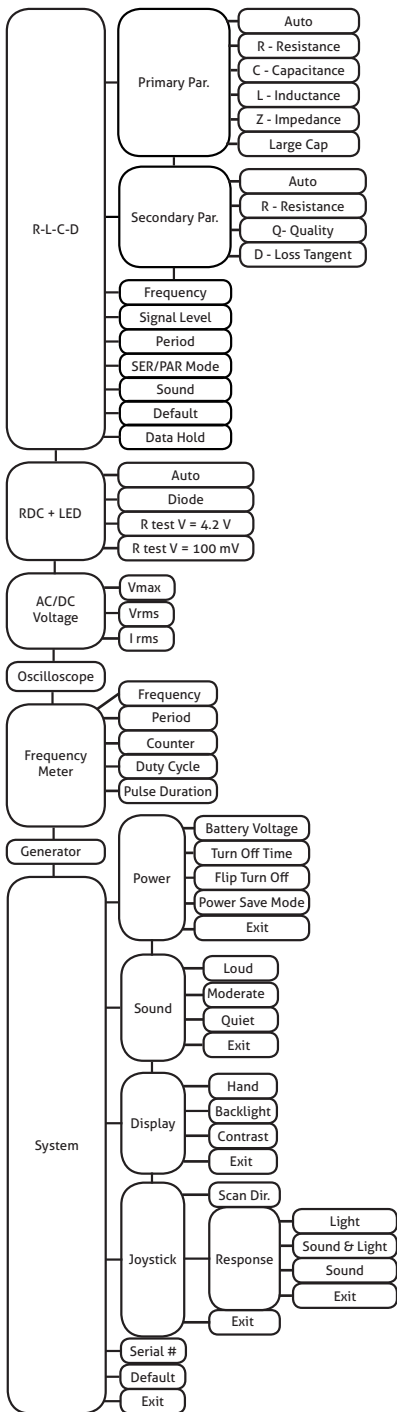 R-L-C-D
Primary Par.
Auto
R - Resistance
C - Capacitance
L - Inductance
Z - Impedance
Large Cap
Secondary Par.
Auto
R - Resistance
Q- Quality
D - Loss Tangent
Frequency
Signal Level
Period
SER/PAR Mode
Sound
Default
Data Hold
RDC + LED
Auto
Diode
R test V = 4.2 V
R test V = 100 mV
AC/DC
Voltage
Vmax
Vrms
I rms
Oscilloscope
Frequency
Meter
Frequency
Period
Counter
Duty Cycle
Pulse Duration
Generator
System
Power
Battery Voltage
Turn Off Time
Flip Turn Off
Power Save Mode
Exit
Sound
Loud
Moderate
Quiet
Exit
Display
Hand
Backlight
Contrast
Exit
Joystick
Scan Dir.
Response
Light
Sound & Light
Sound
Exit
Exit
Serial #
Default
Exit